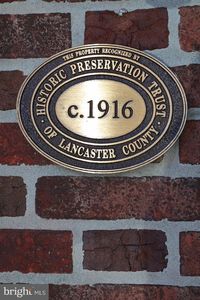 THIS PROPERTY RECOGNIZED BY
HISTORIC PRESERVATION TRUST
c.1916
OF LANCASTER COUNTY
bright MLS